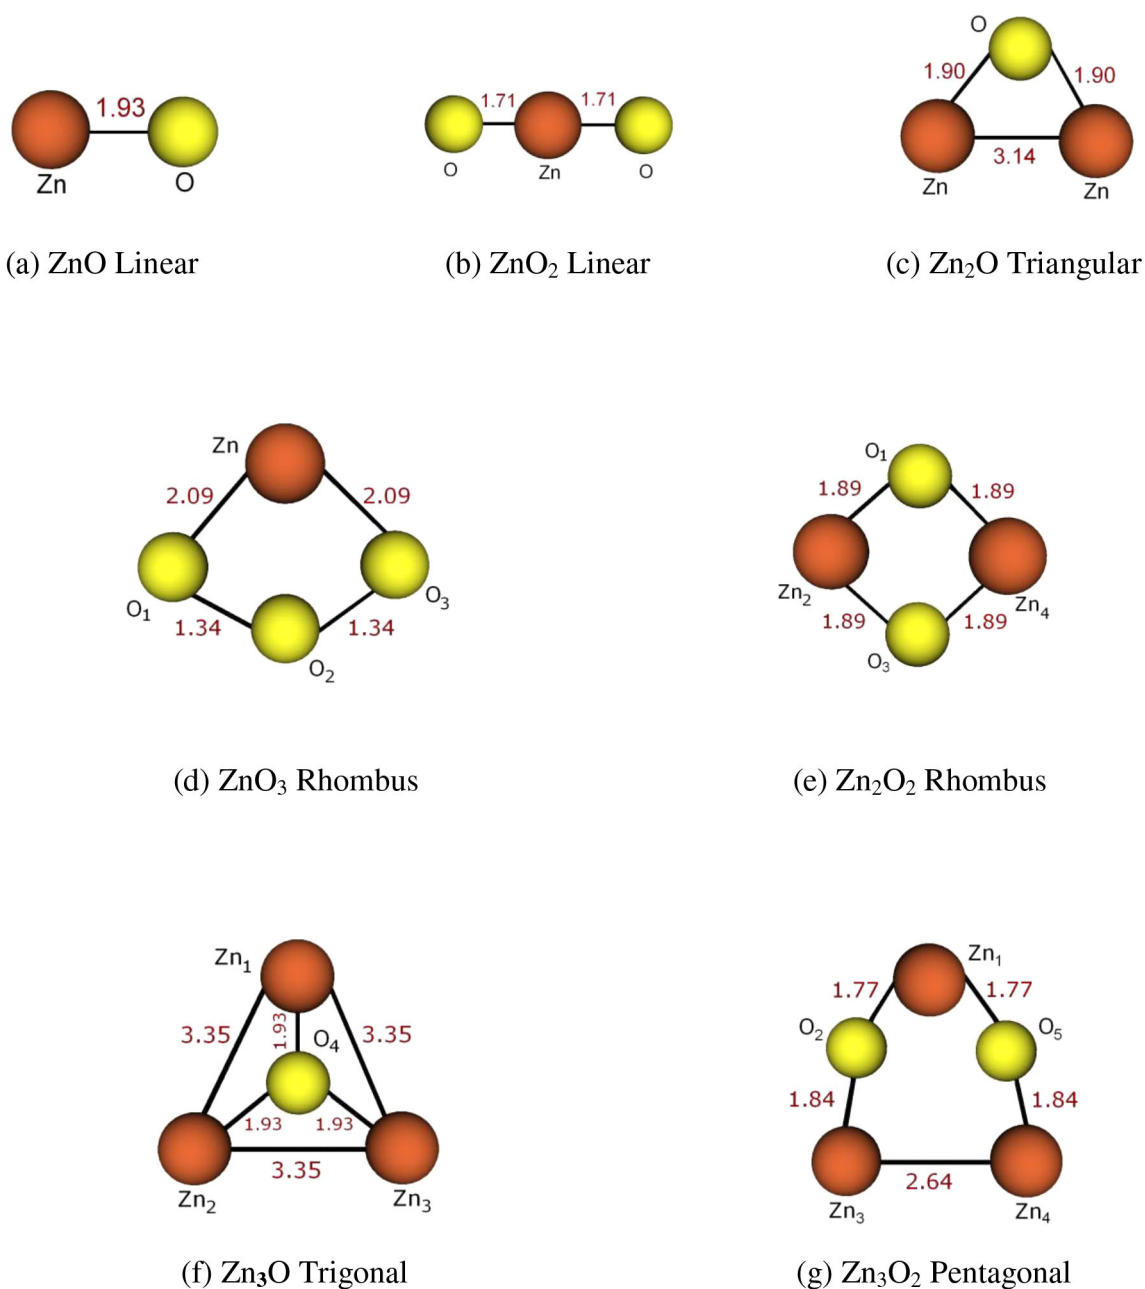 1.93
Zn
O
(a) ZnO Linear
1.71
1.71
O
Zn
O
(b) ZnO₂ Linear
O
1.90
1.90
3.14
Zn
Zn
(c) Zn₂O Triangular
Zn
2.09
2.09
O₁
O₃
1.34
1.34
O₂
(d) ZnO₃ Rhombus
O₁
1.89
1.89
Zn₂
Zn₄
1.89
1.89
O₃
(e) Zn₂O₂ Rhombus
Zn₁
3.35
1.93
O₄
3.35
1.93
1.93
3.35
Zn₂
Zn₃
(f) Zn₃O Trigonal
Zn₁
1.77
1.77
O₂
O₅
1.84
1.84
2.64
Zn₃
Zn₄
(g) Zn₃O₂ Pentagonal